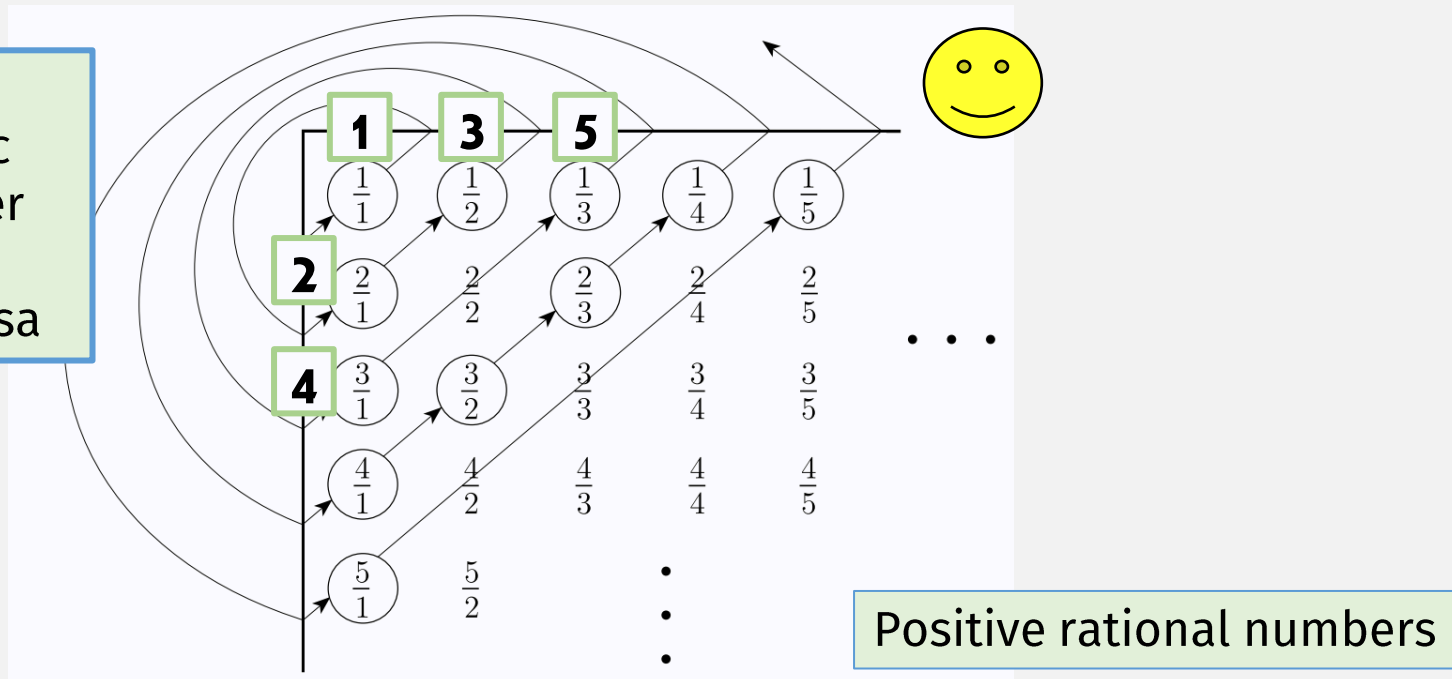 c
er
sa
1 3 5
1/1 1/2 1/3 1/4 1/5
2
2/1 2/2 2/3 2/4 2/5
. . .
4
3/1 3/2 3/3 3/4 3/5
4/1 4/2 4/3 4/4 4/5
5/1 5/2
Positive rational numbers